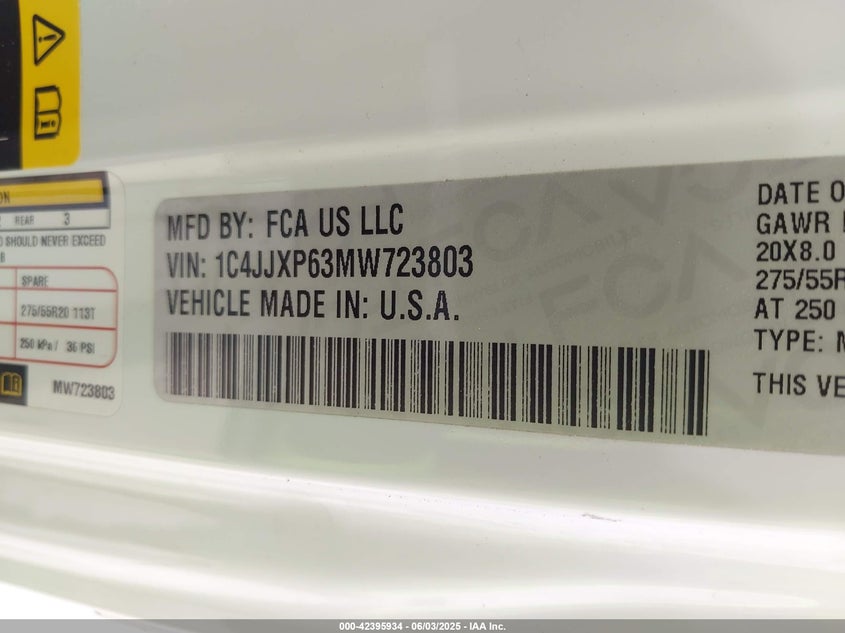 ON
REAR 3
D SHOULD NEVER EXCEED
SPARE
275/55R20 113T
250 kPa / 36 PSI
MW723803
MFD BY: FCA US LLC
VIN: 1C4JJXP63MW723803
VEHICLE MADE IN: U.S.A.
DATE O
GAWR
20X8.0
275/55R
AT 250
TYPE:
THIS VE
000-42395934 - 06/03/2025 - IAA Inc.